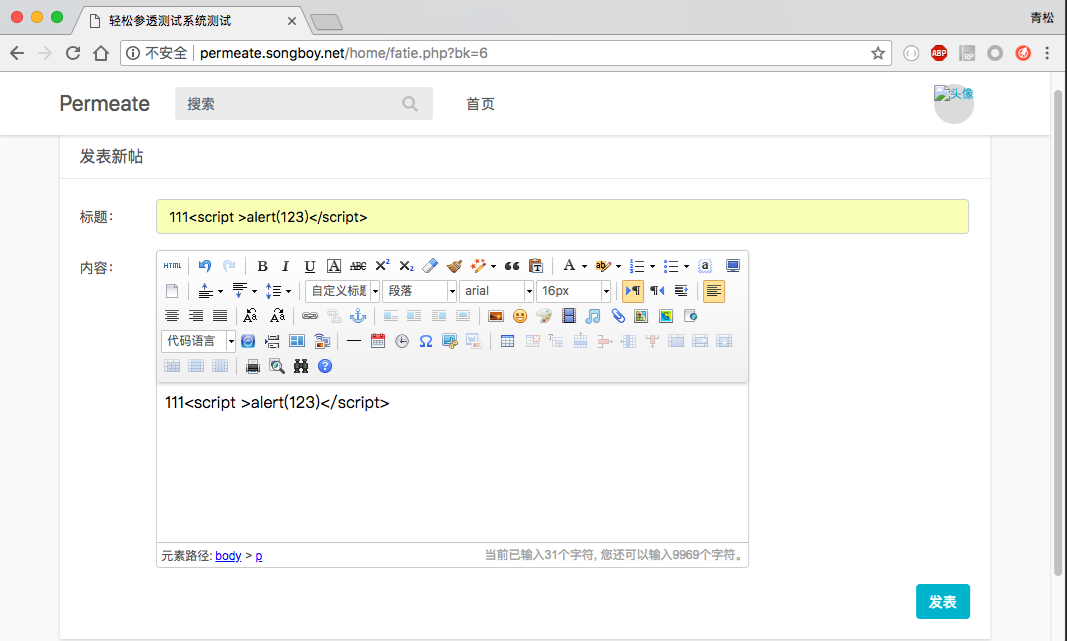 轻松参透测试系统测试
青松
不安全 permeate.songboy.net/home/fatie.php?bk=6
ABP
RP
Permeate 搜索 首页 头像
发表新帖
标题: 111<script >alert(123)</script>
内容:
HTML B I U A ABC X² X₂ A ab a
自定义标题 段落 arial 16px
代码语言
111<script >alert(123)</script>
元素路径: body > p 当前已输入31个字符, 您还可以输入9969个字符。
发表